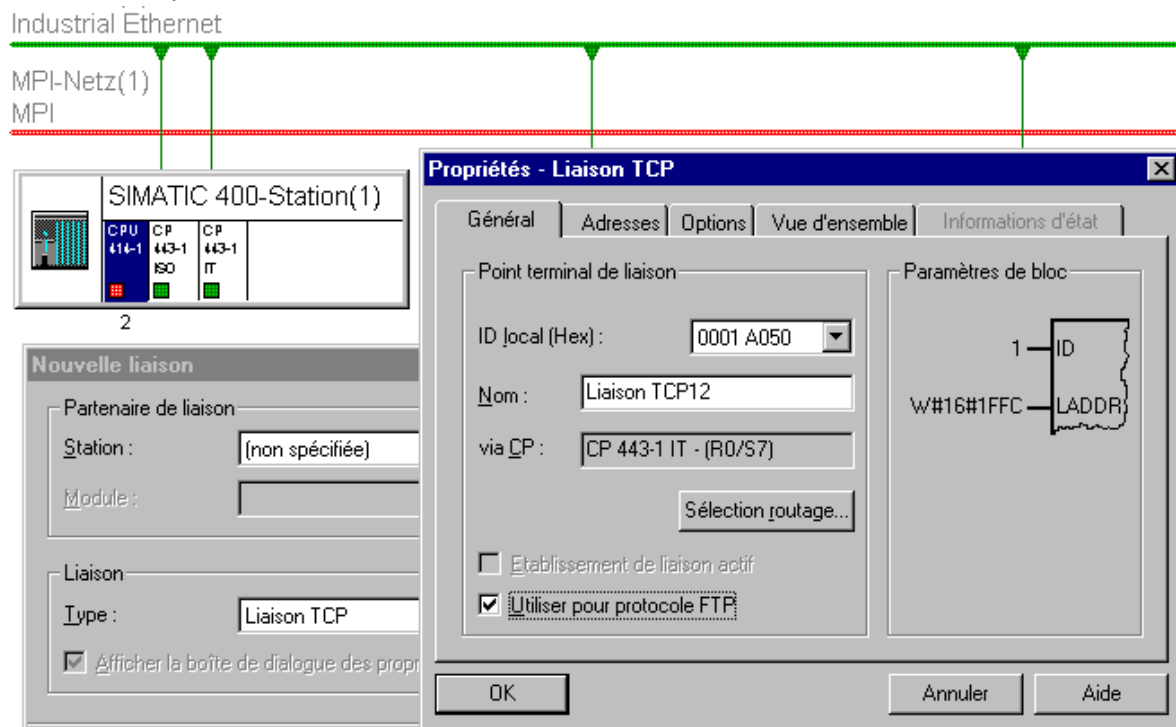 Industrial Ethernet
MPI-Netz(1)
MPI
SIMATIC 400-Station(1)
CPU 414-1
CP 443-1 ISO
CP 443-1 IT
2
Nouvelle liaison
Partenaire de liaison
Station : (non spécifiée)
Module :
Liaison
Type : Liaison TCP
Afficher la boîte de dialogue des propr
Propriétés - Liaison TCP
Général Adresses Options Vue d'ensemble Informations d'état
Point terminal de liaison
ID local (Hex) : 0001 A050
Nom : Liaison TCP12
via CP : CP 443-1 IT - (R0/S7)
Sélection routage...
Etablissement de liaison actif
Utiliser pour protocole FTP
Paramètres de bloc
1 ID
W#16#1FFC LADDR
OK Annuler Aide